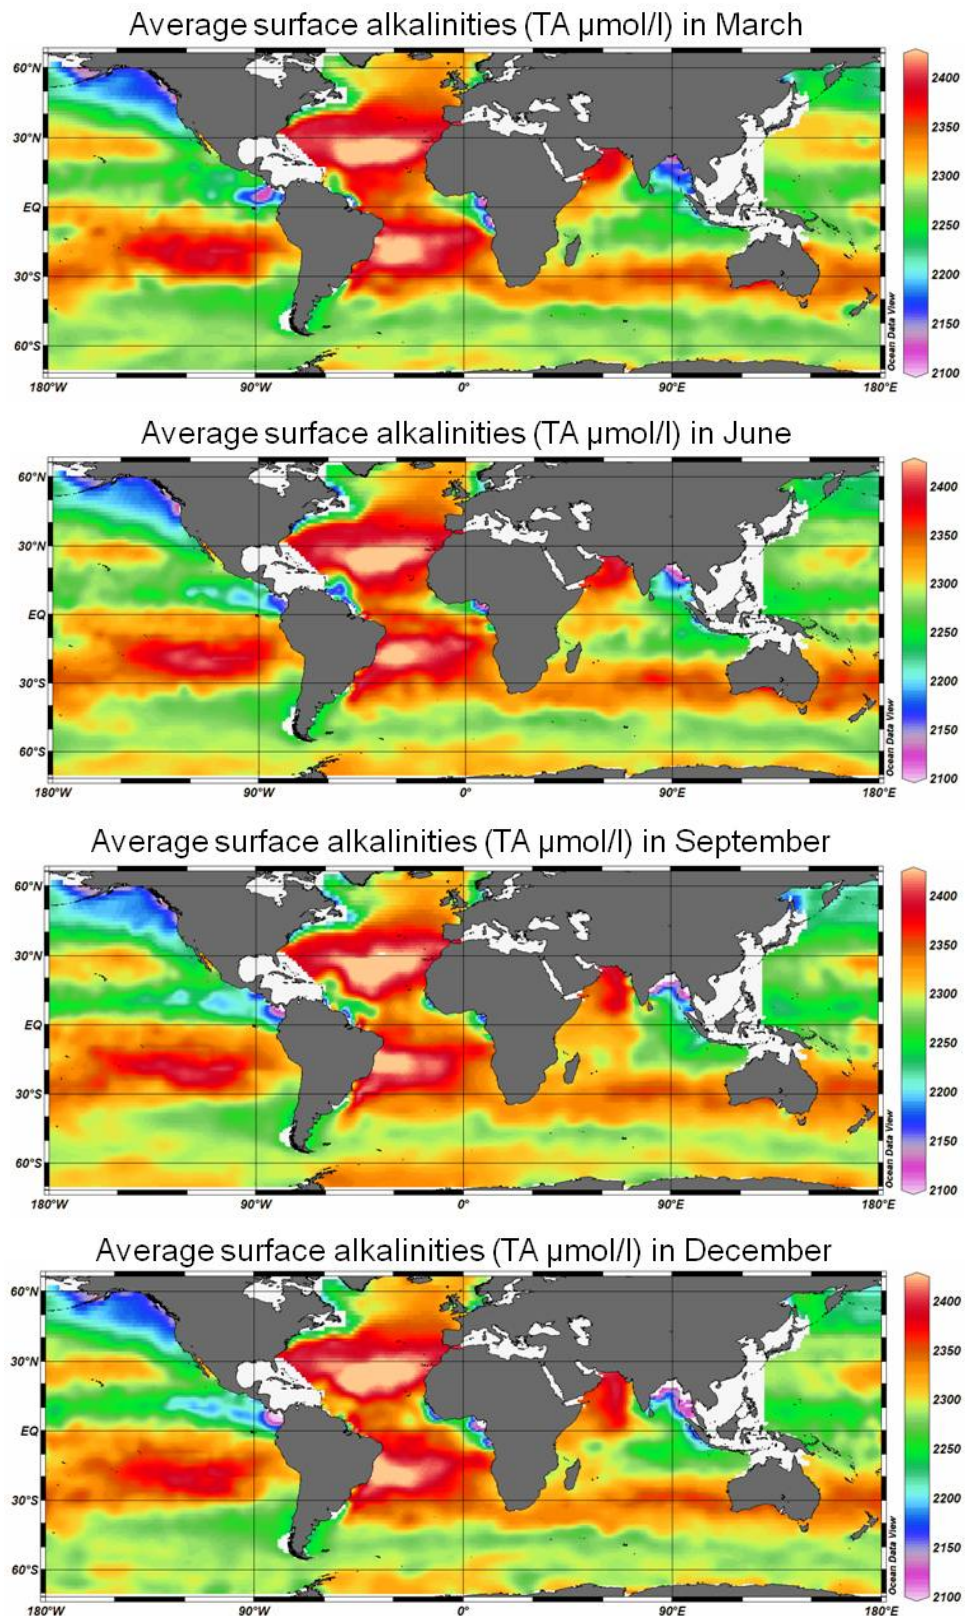 Average surface alkalinities (TA µmol/l) in March
60°N
30°N
EQ
30°S
60°S
180°W
90°W
0°
90°E
180°E
Ocean Data View
2400
2350
2300
2250
2200
2150
2100
Average surface alkalinities (TA µmol/l) in June
60°N
30°N
EQ
30°S
60°S
180°W
90°W
0°
90°E
180°E
Ocean Data View
2400
2350
2300
2250
2200
2150
2100
Average surface alkalinities (TA µmol/l) in September
60°N
30°N
EQ
30°S
60°S
180°W
90°W
0°
90°E
180°E
Ocean Data View
2400
2350
2300
2250
2200
2150
2100
Average surface alkalinities (TA µmol/l) in December
60°N
30°N
EQ
30°S
60°S
180°W
90°W
0°
90°E
180°E
Ocean Data View
2400
2350
2300
2250
2200
2150
2100